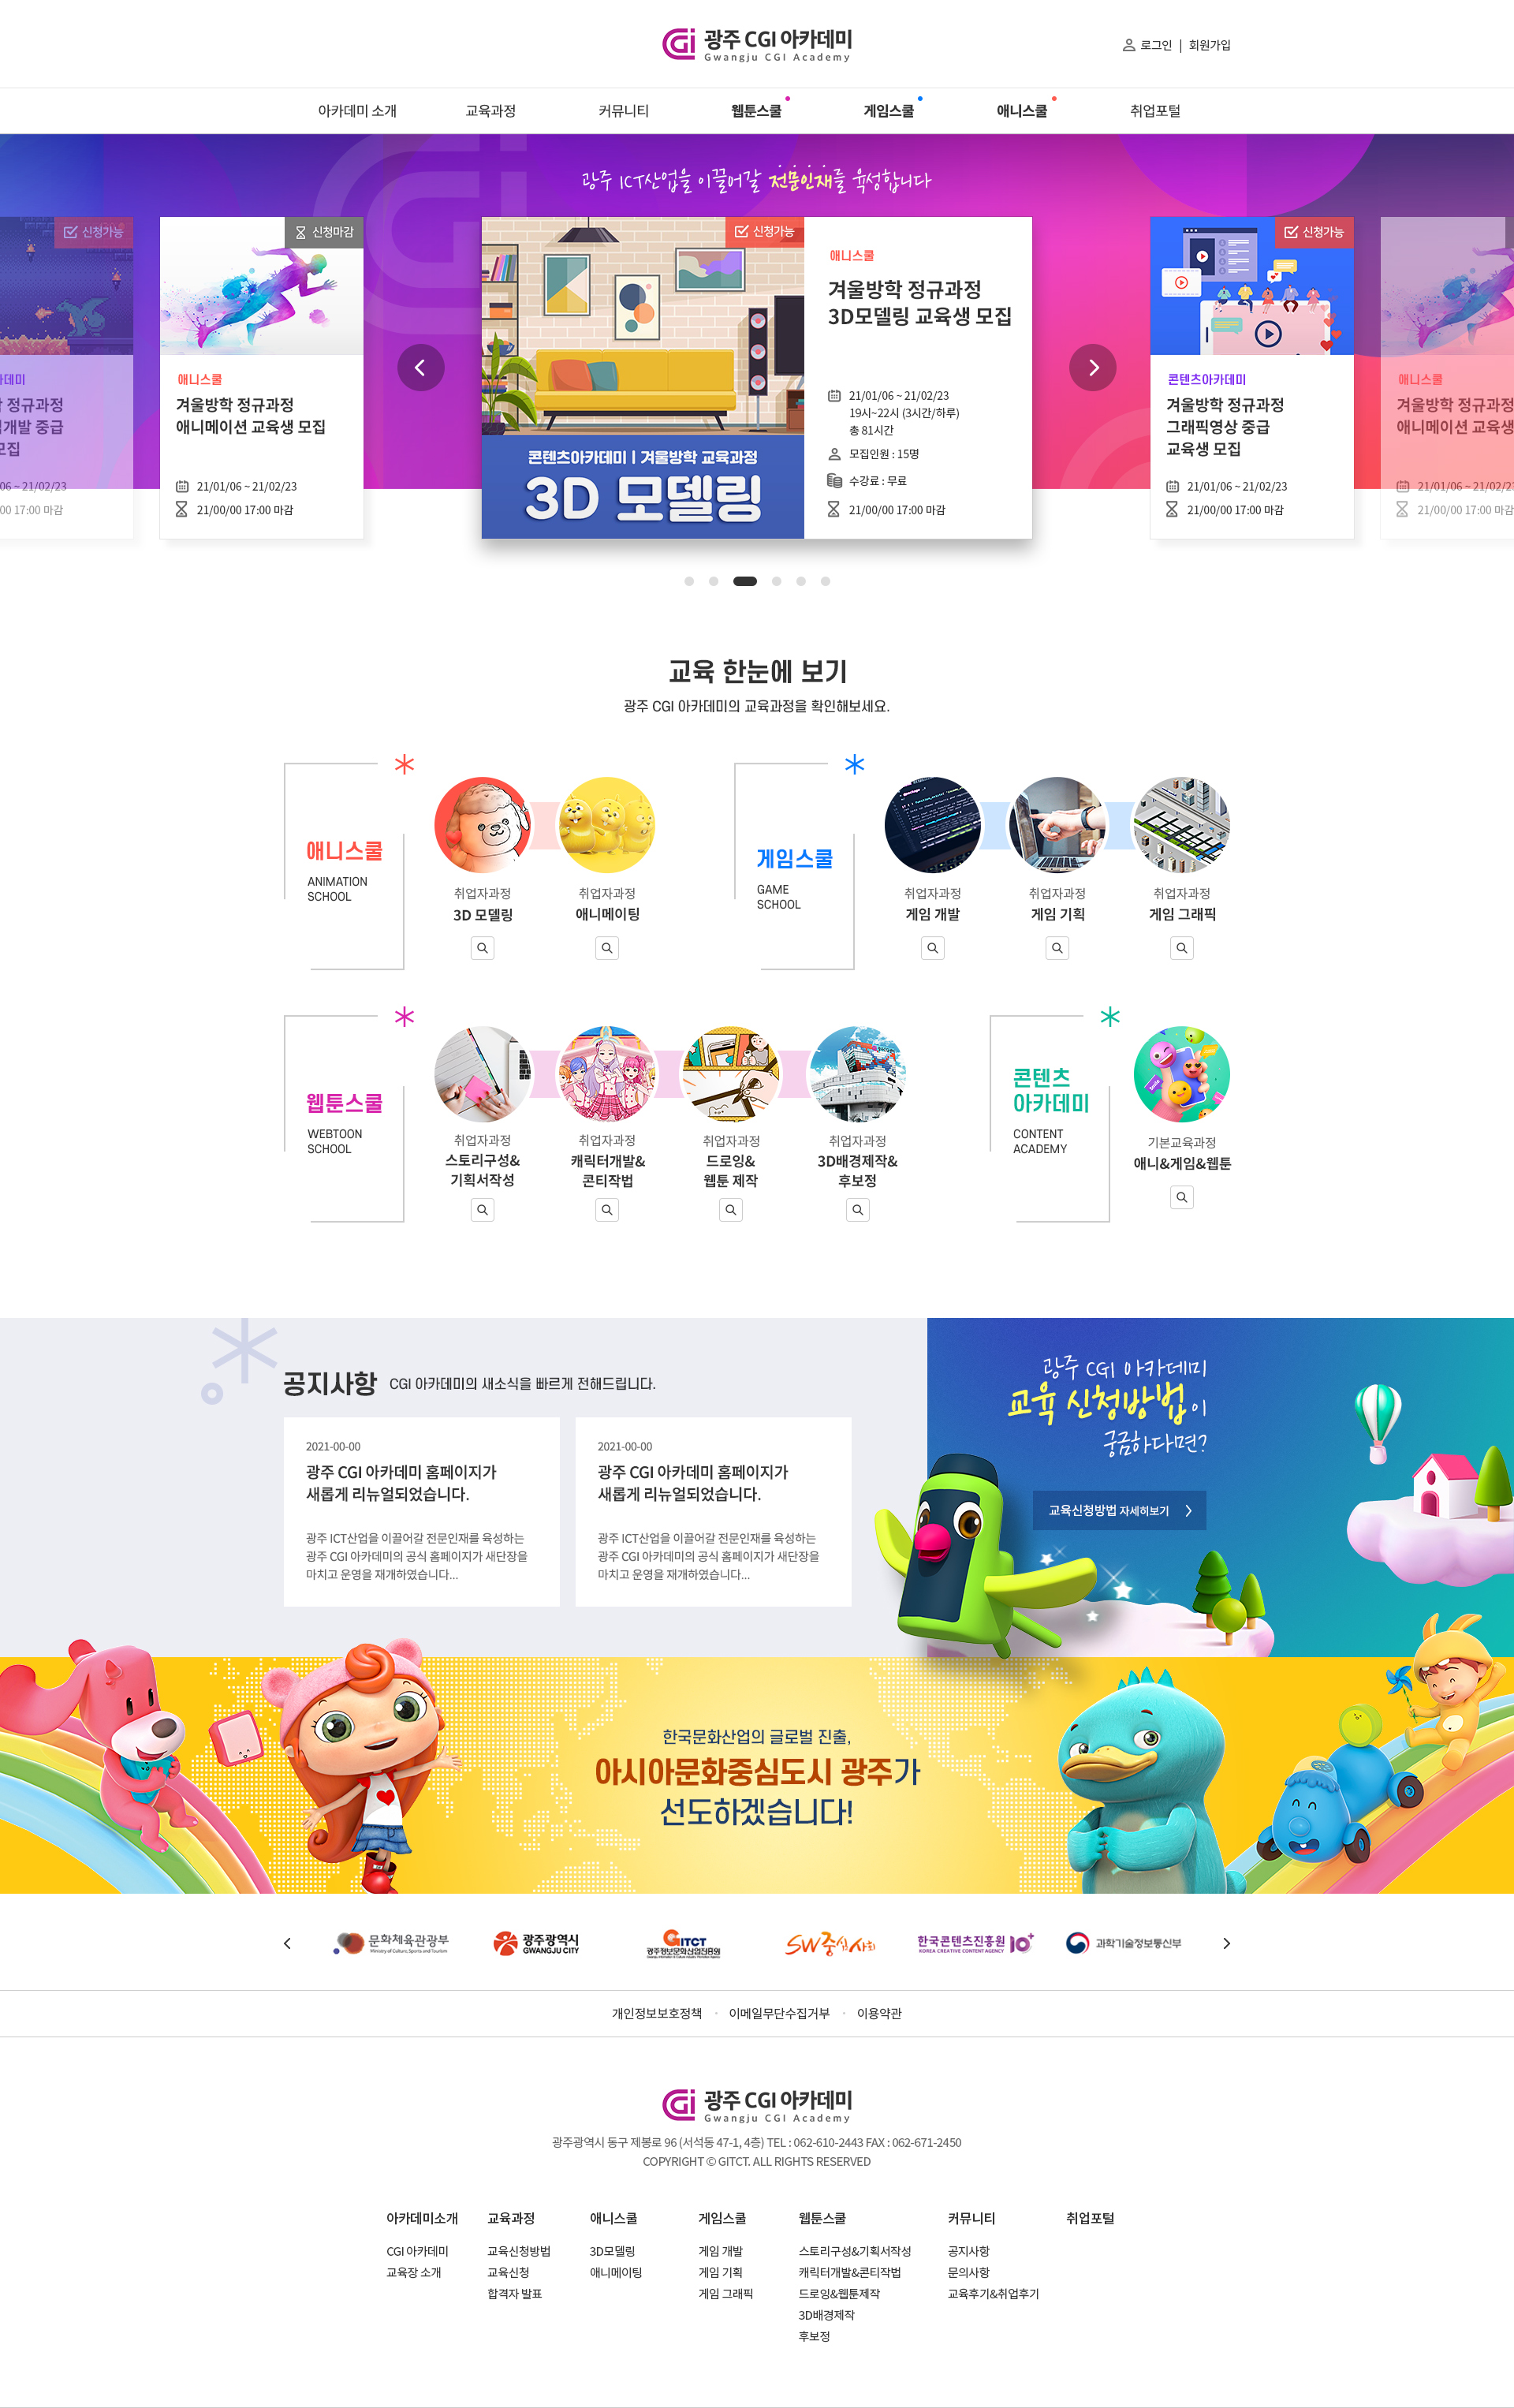 광주 CGI 아카데미
Gwangju CGI Academy
로그인 | 회원가입
아카데미 소개
교육과정
커뮤니티
웹툰스쿨
게임스쿨
애니스쿨
취업포털
광주 ICT산업을 이끌어갈 전문인재를 육성합니다
신청가능
데미
정규과정
개발 중급
모집
06 ~ 21/02/23
00 17:00 마감
신청마감
애니스쿨
겨울방학 정규과정
애니메이션 교육생 모집
21/01/06 ~ 21/02/23
21/00/00 17:00 마감
신청가능
콘텐츠아카데미 | 겨울방학 교육과정
3D 모델링
애니스쿨
겨울방학 정규과정
3D모델링 교육생 모집
21/01/06 ~ 21/02/23
19시~22시 (3시간/하루)
총 81시간
모집인원 : 15명
수강료 : 무료
21/00/00 17:00 마감
신청가능
콘텐츠아카데미
겨울방학 정규과정
그래픽영상 중급
교육생 모집
21/01/06 ~ 21/02/23
21/00/00 17:00 마감
애니스쿨
겨울방학 정규과정
애니메이션 교육생
21/01/06 ~ 21/02/23
21/00/00 17:00 마감
교육 한눈에 보기
광주 CGI 아카데미의 교육과정을 확인해보세요.
애니스쿨
ANIMATION
SCHOOL
취업자과정
3D 모델링
취업자과정
애니메이팅
게임스쿨
GAME
SCHOOL
취업자과정
게임 개발
취업자과정
게임 기획
취업자과정
게임 그래픽
웹툰스쿨
WEBTOON
SCHOOL
취업자과정
스토리구성&
기획서작성
취업자과정
캐릭터개발&
콘티작법
취업자과정
드로잉&
웹툰 제작
취업자과정
3D배경제작&
후보정
콘텐츠
아카데미
CONTENT
ACADEMY
기본교육과정
애니&게임&웹툰
공지사항 CGI 아카데미의 새소식을 빠르게 전해드립니다.
2021-00-00
광주 CGI 아카데미 홈페이지가
새롭게 리뉴얼되었습니다.
광주 ICT산업을 이끌어갈 전문인재를 육성하는
광주 CGI 아카데미의 공식 홈페이지가 새단장을
마치고 운영을 재개하였습니다...
2021-00-00
광주 CGI 아카데미 홈페이지가
새롭게 리뉴얼되었습니다.
광주 ICT산업을 이끌어갈 전문인재를 육성하는
광주 CGI 아카데미의 공식 홈페이지가 새단장을
마치고 운영을 재개하였습니다...
광주 CGI 아카데미
교육 신청방법이
궁금하다면?
교육신청방법 자세히보기
한국문화산업의 글로벌 진출,
아시아문화중심도시 광주가
선도하겠습니다!
문화체육관광부
Ministry of Culture, Sports and Tourism
광주광역시
GWANGJU CITY
GITCT
광주정보문화산업진흥원
SW중심사회
한국콘텐츠진흥원
KOREA CREATIVE CONTENT AGENCY
10+
과학기술정보통신부
개인정보보호정책
이메일무단수집거부
이용약관
광주 CGI 아카데미
Gwangju CGI Academy
광주광역시 동구 제봉로 96 (서석동 47-1, 4층) TEL : 062-610-2443 FAX : 062-671-2450
COPYRIGHT © GITCT. ALL RIGHTS RESERVED
아카데미소개
CGI 아카데미
교육장 소개
교육과정
교육신청방법
교육신청
합격자 발표
애니스쿨
3D모델링
애니메이팅
게임스쿨
게임 개발
게임 기획
게임 그래픽
웹툰스쿨
스토리구성&기획서작성
캐릭터개발&콘티작법
드로잉&웹툰제작
3D배경제작
후보정
커뮤니티
공지사항
문의사항
교육후기&취업후기
취업포털